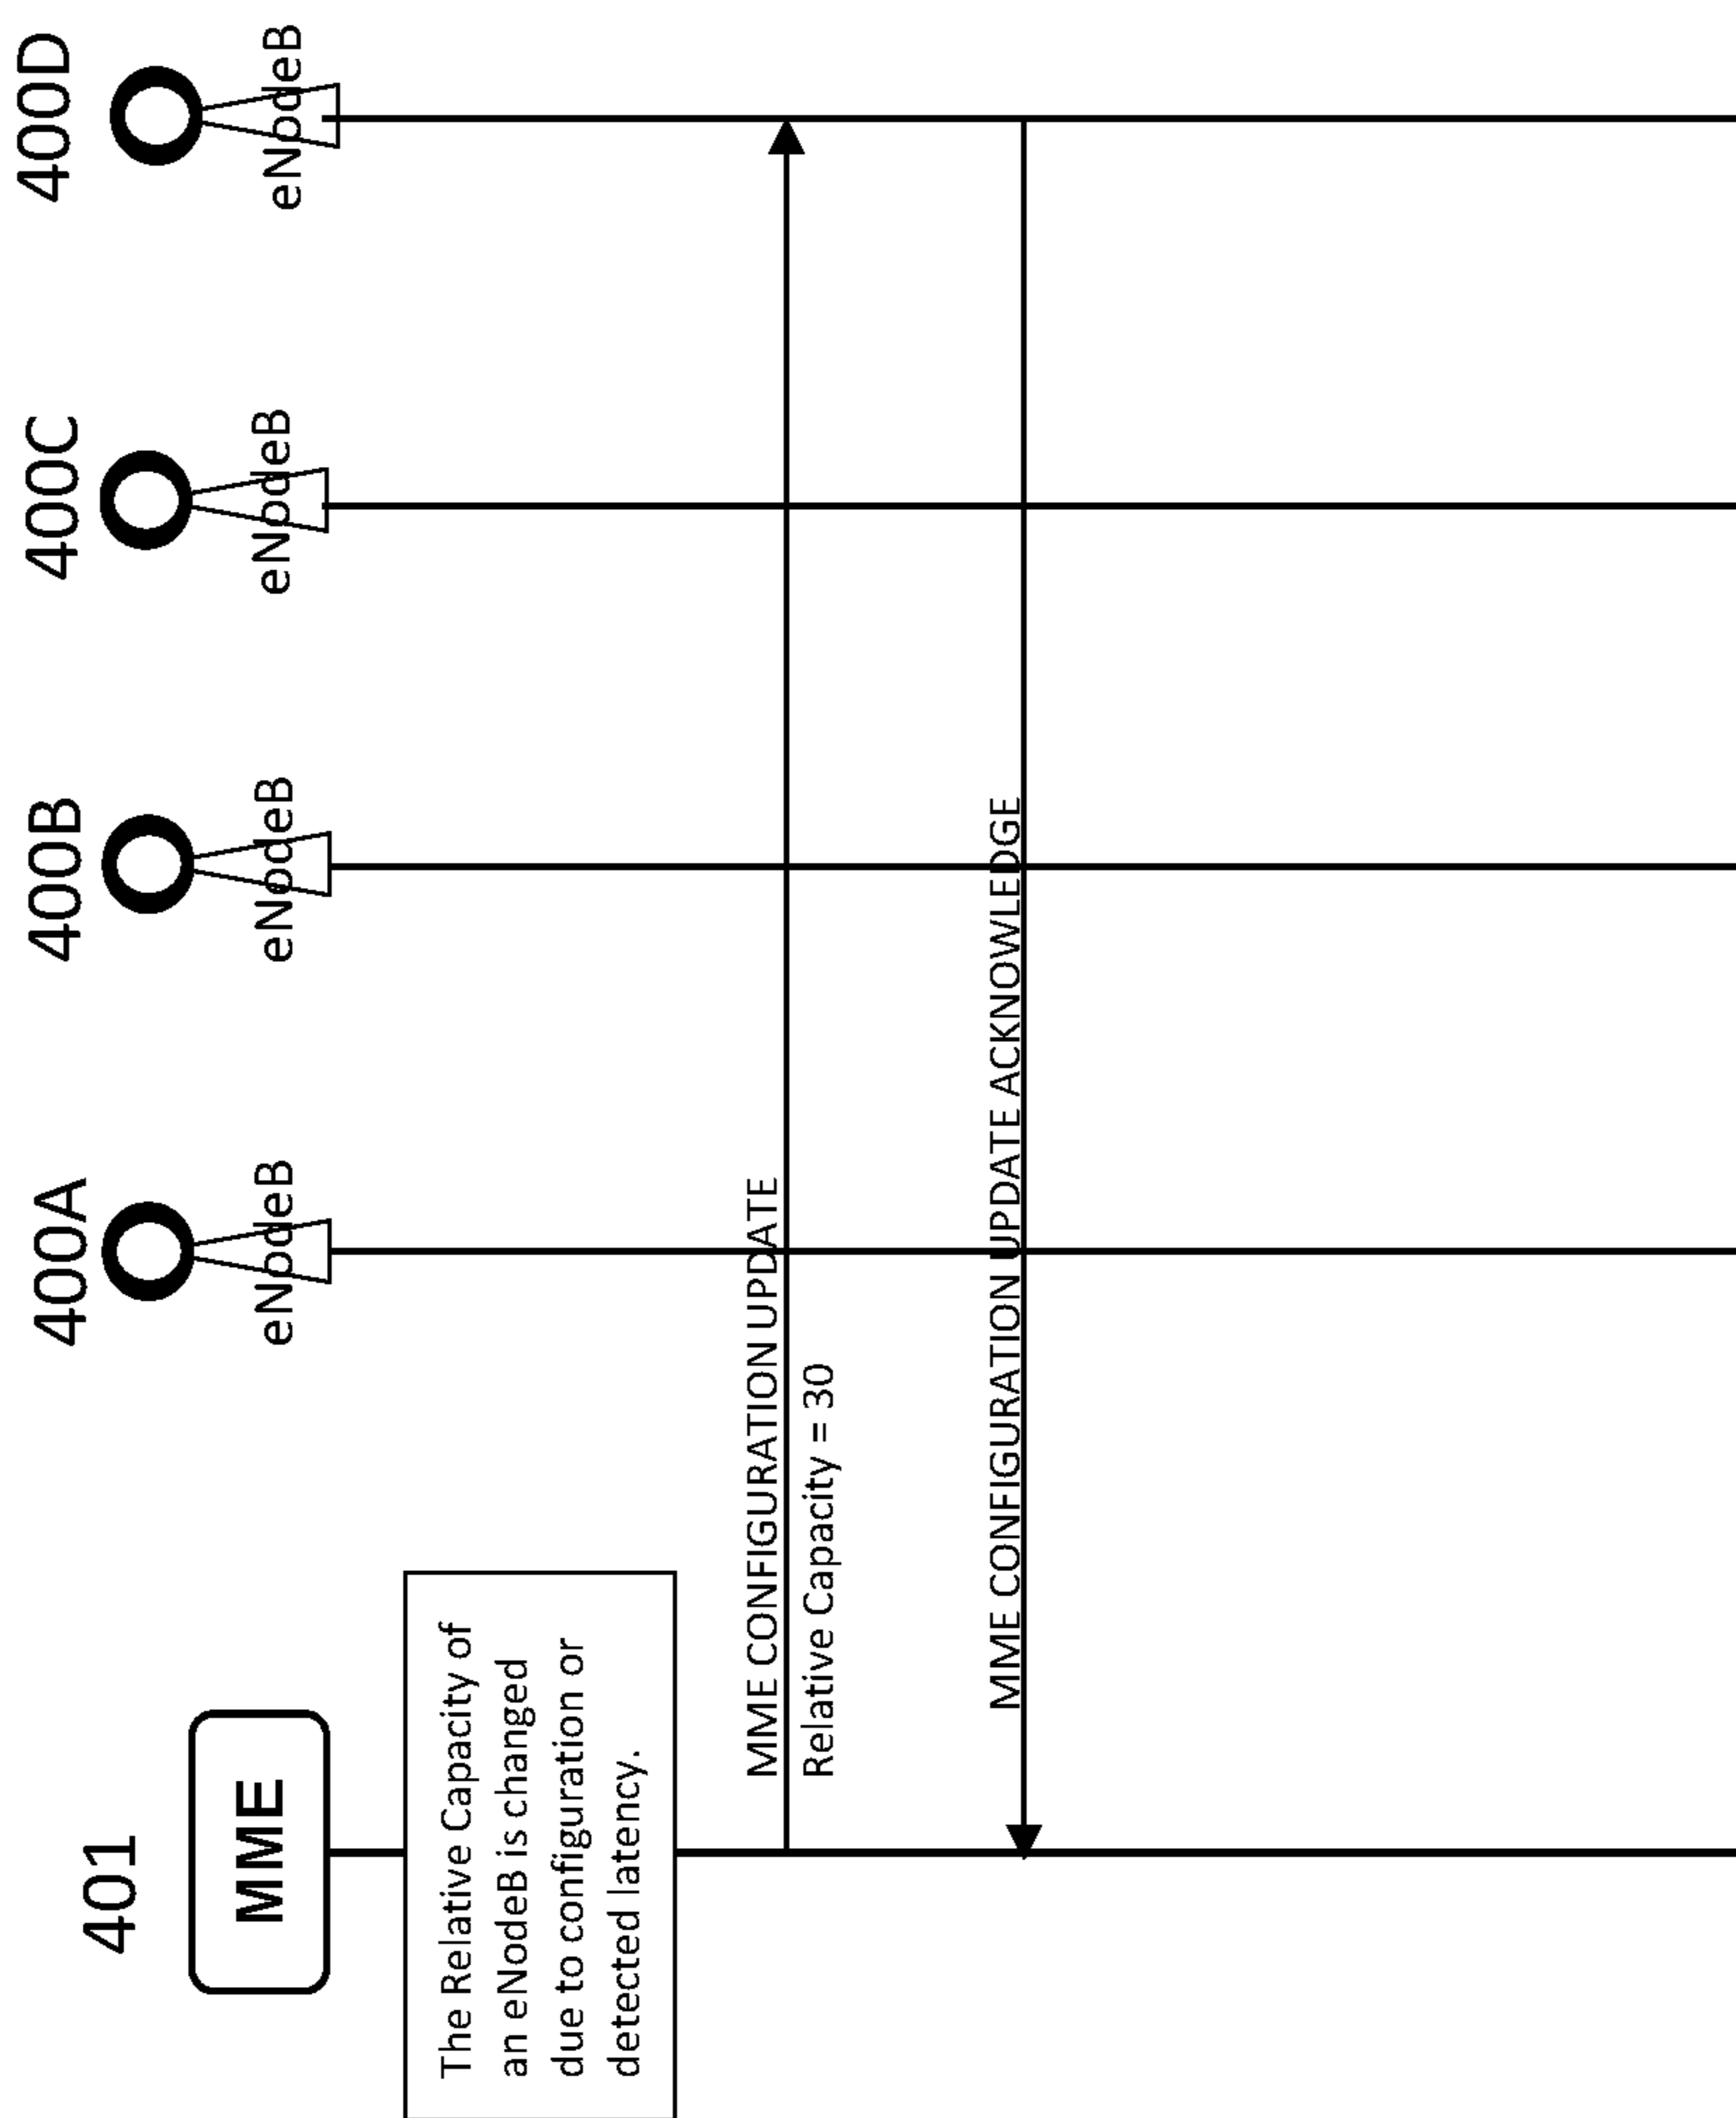 401
400A
400B
400C
400D
MME
eNodeB
eNodeB
eNodeB
eNodeB
The Relative Capacity of
an eNodeB is changed
due to configuration or
detected latency.
MME CONFIGURATION UPDATE
Relative Capacity = 30
MME CONFIGURATION UPDATE ACKNOWLEDGE